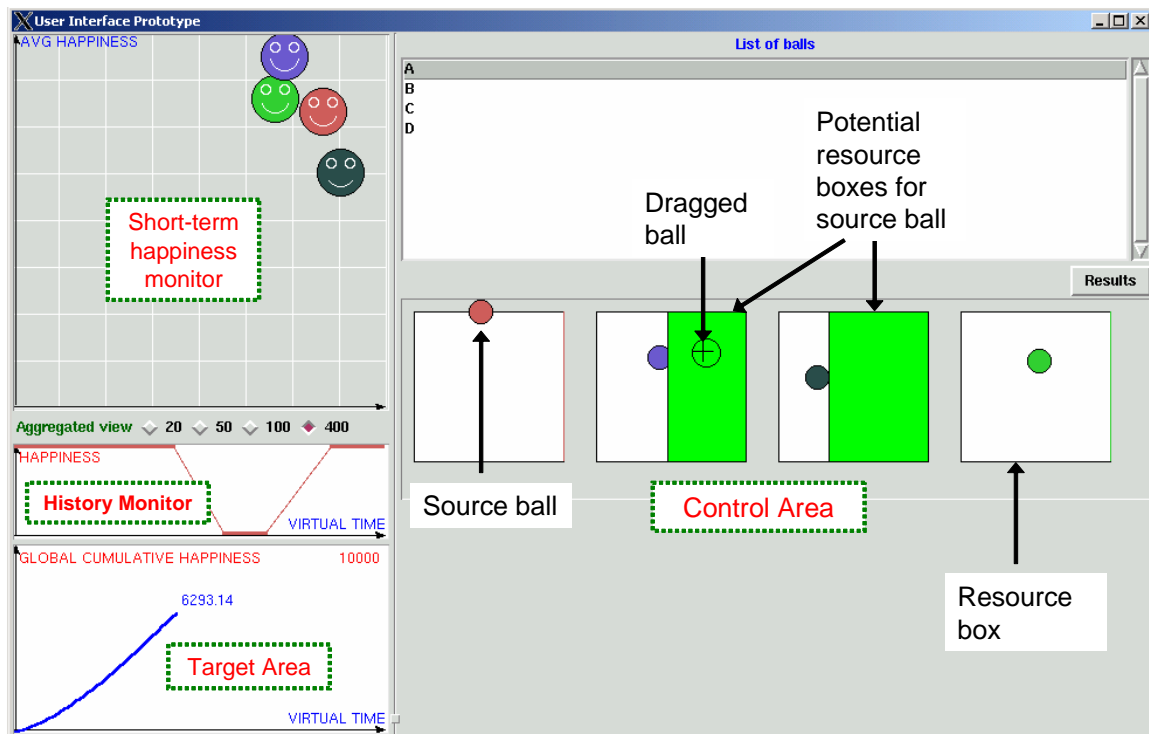 User Interface Prototype
AVG HAPPINESS
Short-term
happiness
monitor
Aggregated view 20 50 100 400
HAPPINESS
History Monitor
VIRTUAL TIME
GLOBAL CUMULATIVE HAPPINESS 10000
6293.14
Target Area
VIRTUAL TIME
List of balls
A
B
C
D
Potential
resource
boxes for
source ball
Dragged
ball
Results
Source ball
Control Area
Resource
box